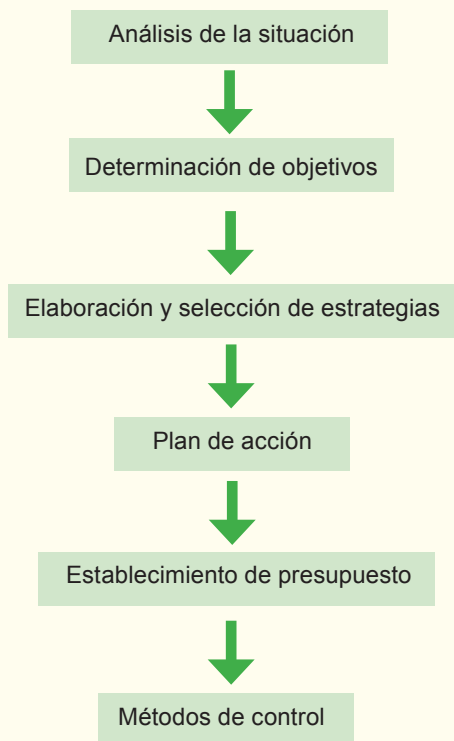 Análisis de la situación
Determinación de objetivos
Elaboración y selección de estrategias
Plan de acción
Establecimiento de presupuesto
Métodos de control